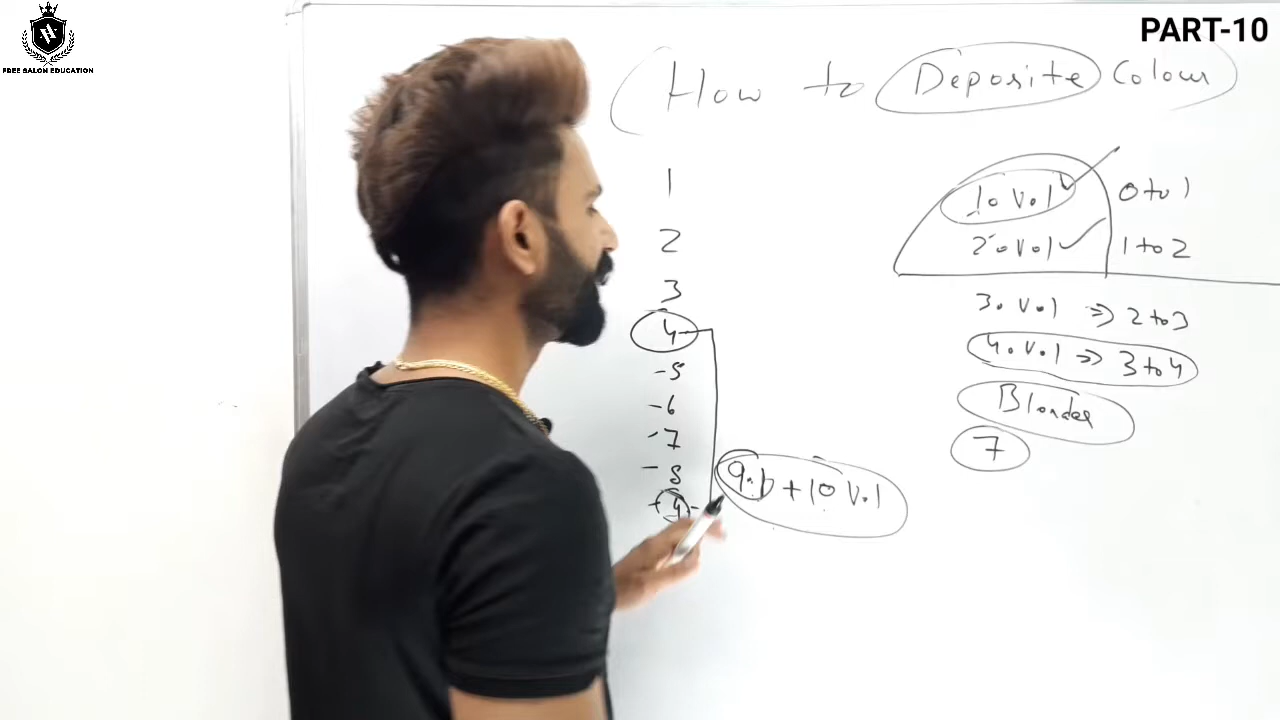 FREE SALON EDUCATION
PART-10
How to Deposite Colour
1
2
3
4
-5
-6
-7
-8
9
10 Vol 0 to 1
20 Vol 1 to 2
30 Vol => 2 to 3
40 Vol => 3 to 4
Blonder
7
9.1 + 10 Vol